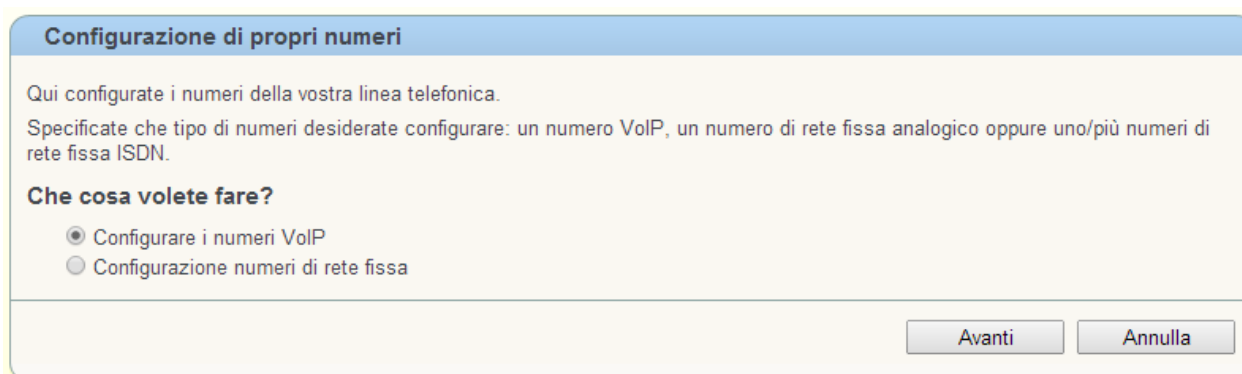 Configurazione di propri numeri
Qui configurate i numeri della vostra linea telefonica.
Specificate che tipo di numeri desiderate configurare: un numero VoIP, un numero di rete fissa analogico oppure uno/più numeri di
rete fissa ISDN.
Che cosa volete fare?
Configurare i numeri VoIP
Configurazione numeri di rete fissa
Avanti
Annulla